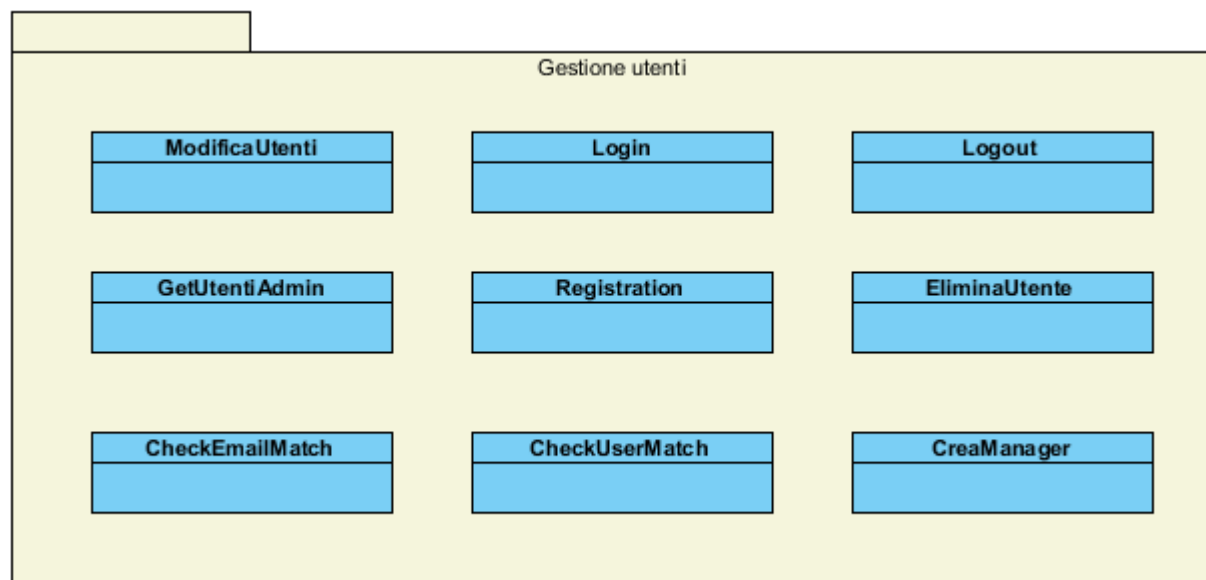 Gestione utenti
ModificaUtenti
Login
Logout
GetUtentiAdmin
Registration
EliminaUtente
CheckEmailMatch
CheckUserMatch
CreaManager